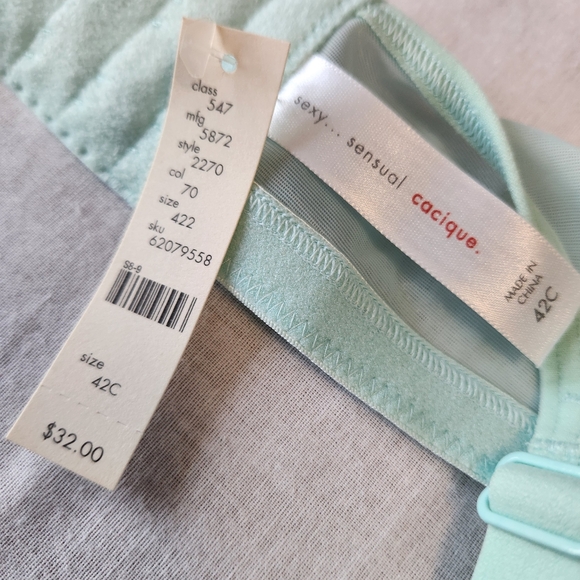 class
547
mfg
5872
style
2270
col
70
size
422
sku
62079558
S8-8
size
42C
$32.00
sexy... sensual cacique.
MADE IN
CHINA
42C